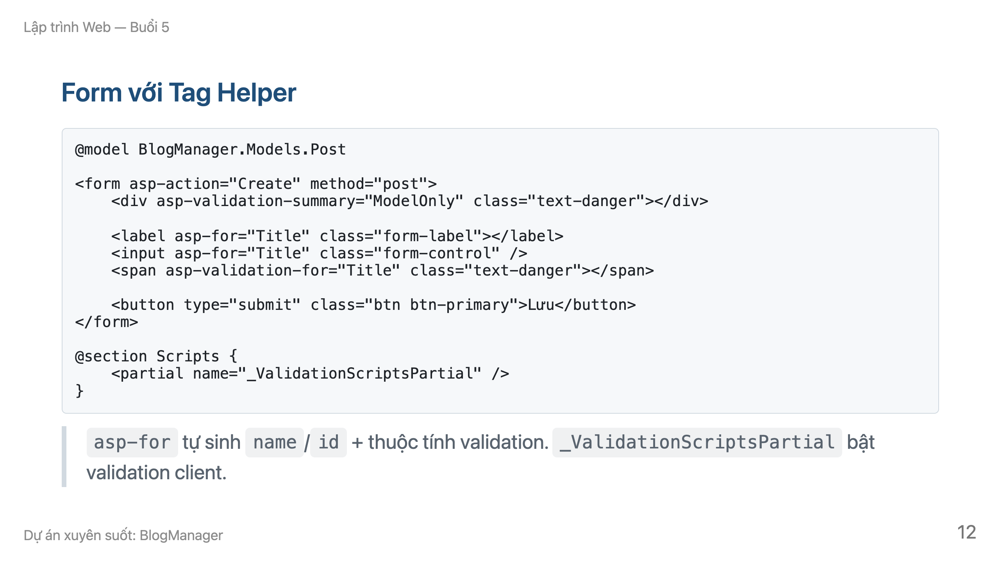 Lập trình Web — Buổi 5
Form với Tag Helper
@model BlogManager.Models.Post
<form asp-action="Create" method="post">
    <div asp-validation-summary="ModelOnly" class="text-danger"></div>
    <label asp-for="Title" class="form-label"></label>
    <input asp-for="Title" class="form-control" />
    <span asp-validation-for="Title" class="text-danger"></span>
    <button type="submit" class="btn btn-primary">Lưu</button>
</form>
@section Scripts {
    <partial name="_ValidationScriptsPartial" />
}
asp-for tự sinh name/id + thuộc tính validation. _ValidationScriptsPartial bật
validation client.
Dự án xuyên suốt: BlogManager
12